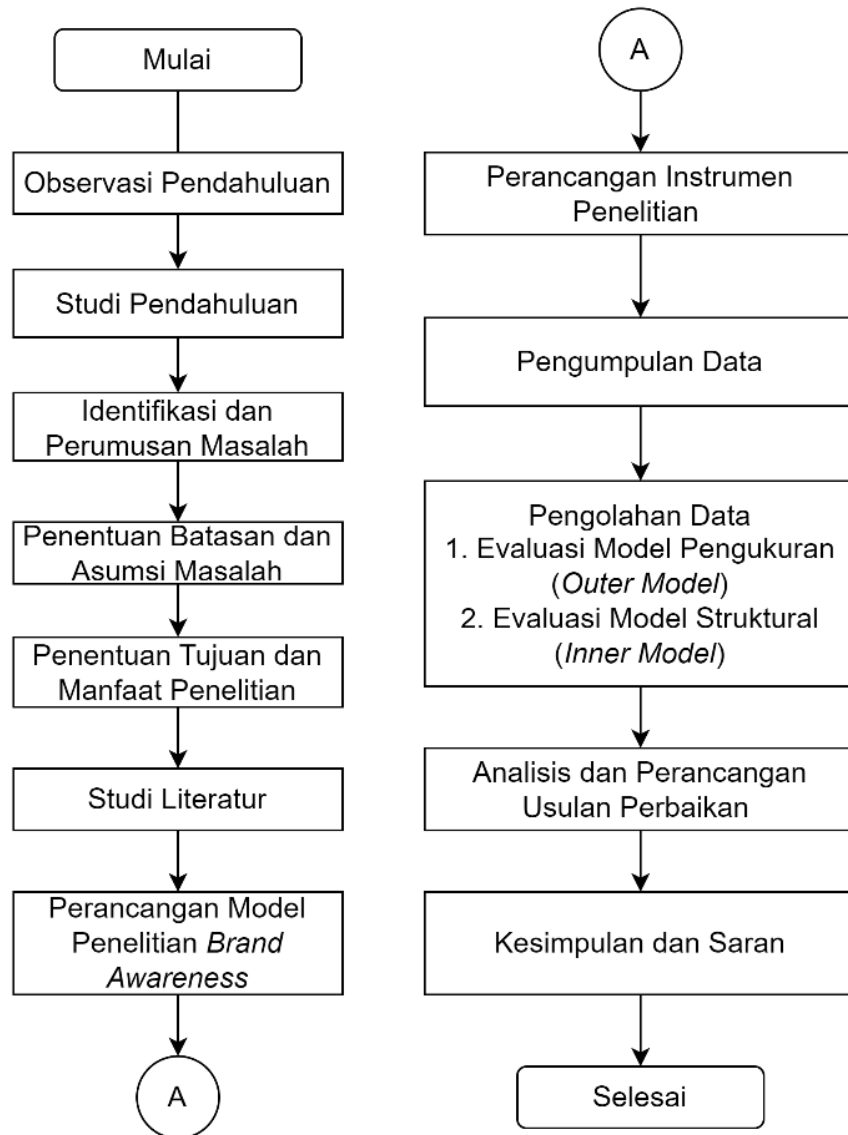 Mulai
Observasi Pendahuluan
Studi Pendahuluan
Identifikasi dan
Perumusan Masalah
Penentuan Batasan dan
Asumsi Masalah
Penentuan Tujuan dan
Manfaat Penelitian
Studi Literatur
Perancangan Model
Penelitian Brand
Awareness
A
A
Perancangan Instrumen
Penelitian
Pengumpulan Data
Pengolahan Data
1. Evaluasi Model Pengukuran
(Outer Model)
2. Evaluasi Model Struktural
(Inner Model)
Analisis dan Perancangan
Usulan Perbaikan
Kesimpulan dan Saran
Selesai